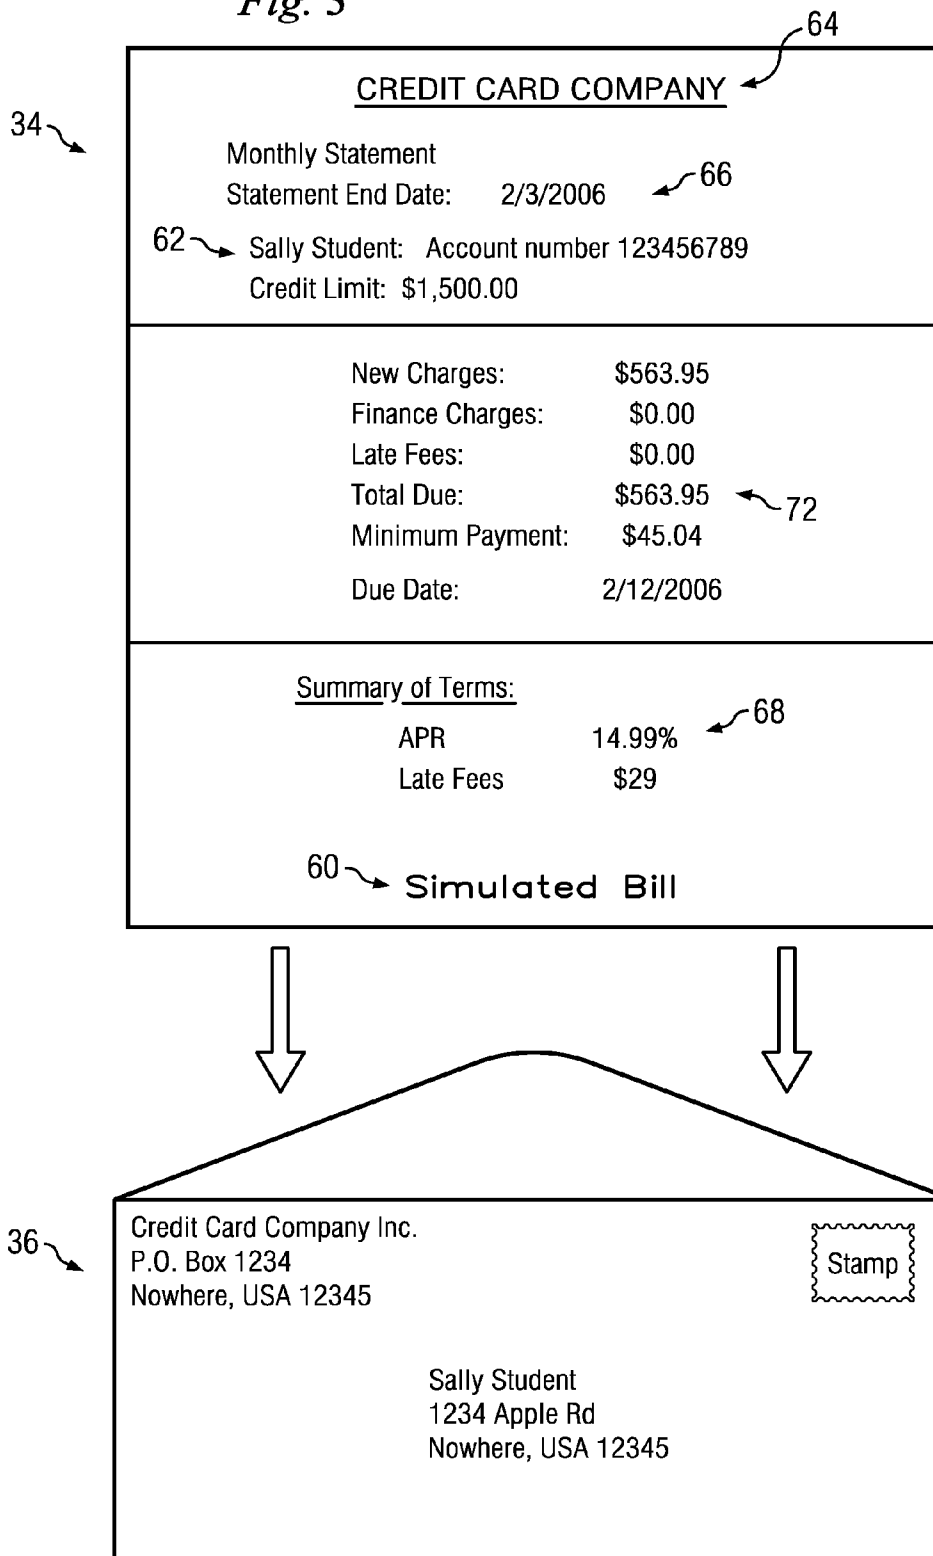 Fig. 3
64
CREDIT CARD COMPANY
34
Monthly Statement
Statement End Date: 2/3/2006
66
62
Sally Student: Account number 123456789
Credit Limit: $1,500.00
New Charges: $563.95
Finance Charges: $0.00
Late Fees: $0.00
Total Due: $563.95
72
Minimum Payment: $45.04
Due Date: 2/12/2006
Summary of Terms:
68
APR 14.99%
Late Fees $29
60
Simulated Bill
36
Credit Card Company Inc.
P.O. Box 1234
Nowhere, USA 12345
Stamp
Sally Student
1234 Apple Rd
Nowhere, USA 12345